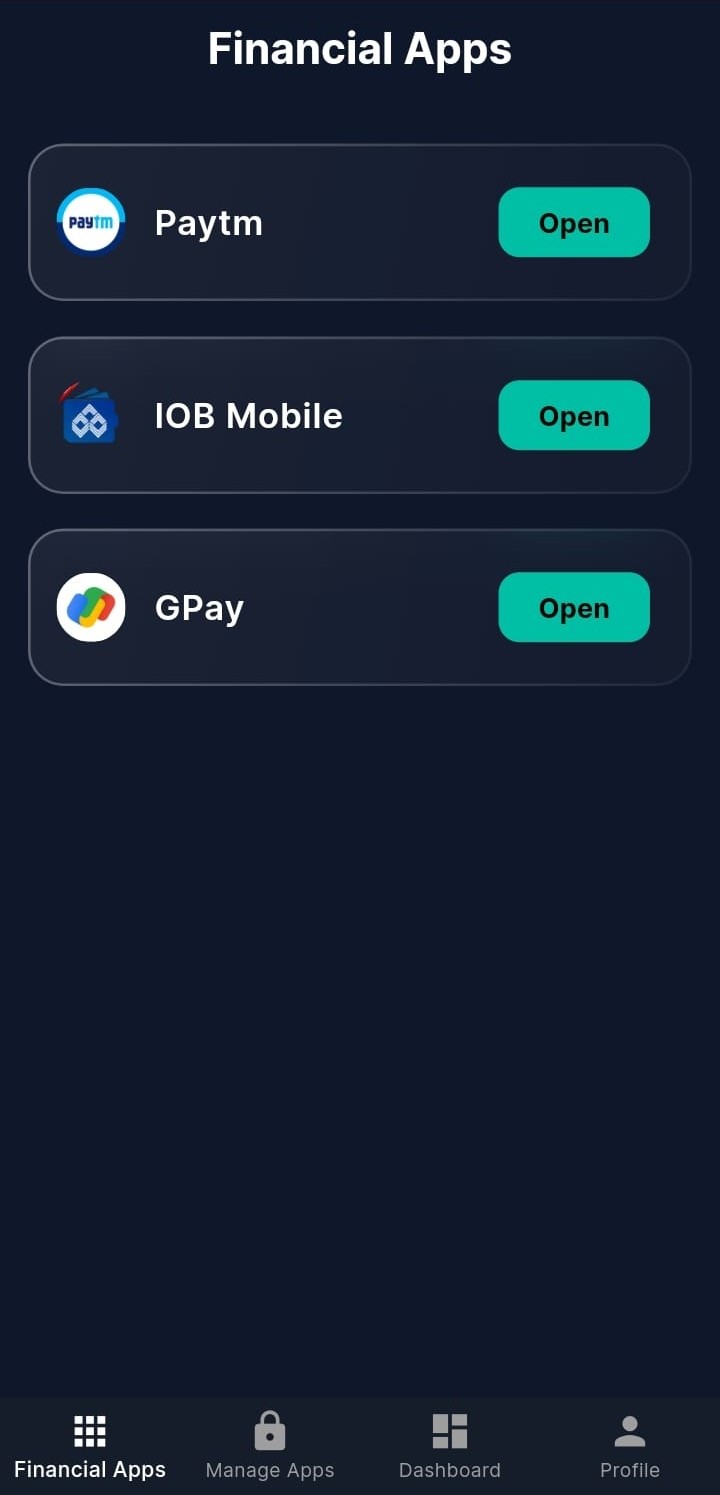 Financial Apps
paytm
Paytm
Open
IOB Mobile
Open
GPay
Open
Financial Apps
Manage Apps
Dashboard
Profile